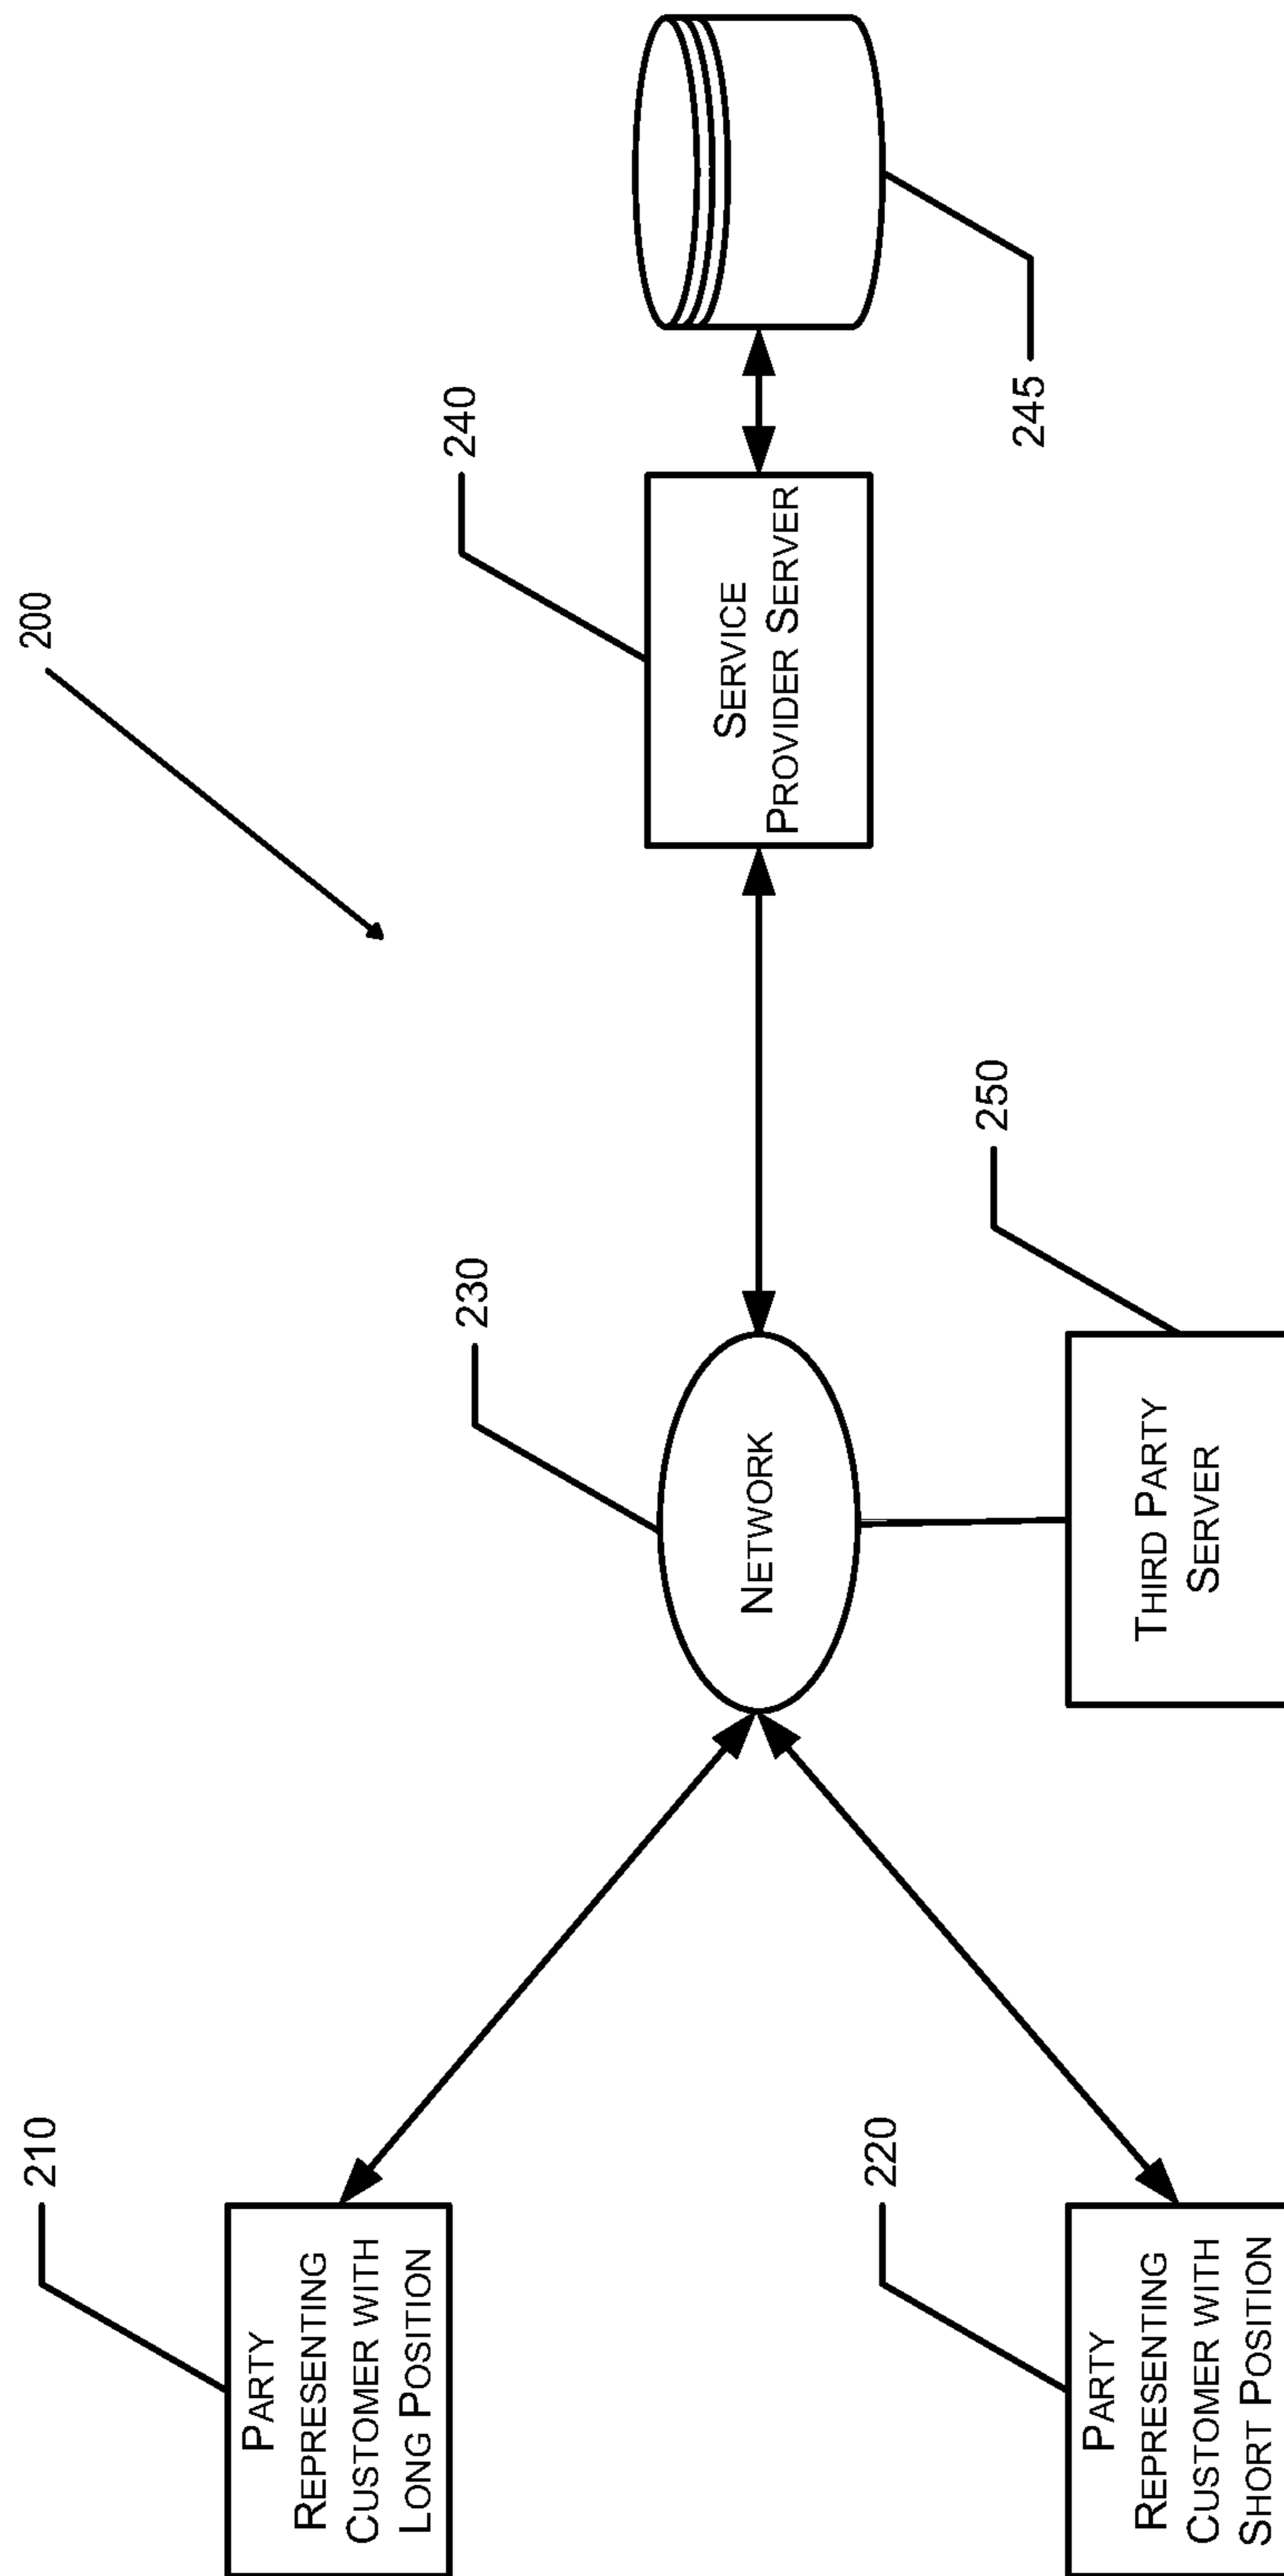 200
210
PARTY
REPRESENTING
CUSTOMER WITH
LONG POSITION
220
PARTY
REPRESENTING
CUSTOMER WITH
SHORT POSITION
230
NETWORK
250
THIRD PARTY
SERVER
240
SERVICE
PROVIDER SERVER
245